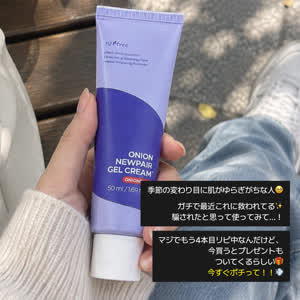 ONION
NEWPAIR
GEL CREAM
50 ml / 1.69
季節の変わり目に肌がゆらぎがちな人🥺
ガチで最近これに救われてる✨
騙されたと思って使ってみて…！
マジでもう4本目リピ中なんだけど、
今買うとプレゼントも
ついてくるらしい🎁
今すぐポチって！！💨